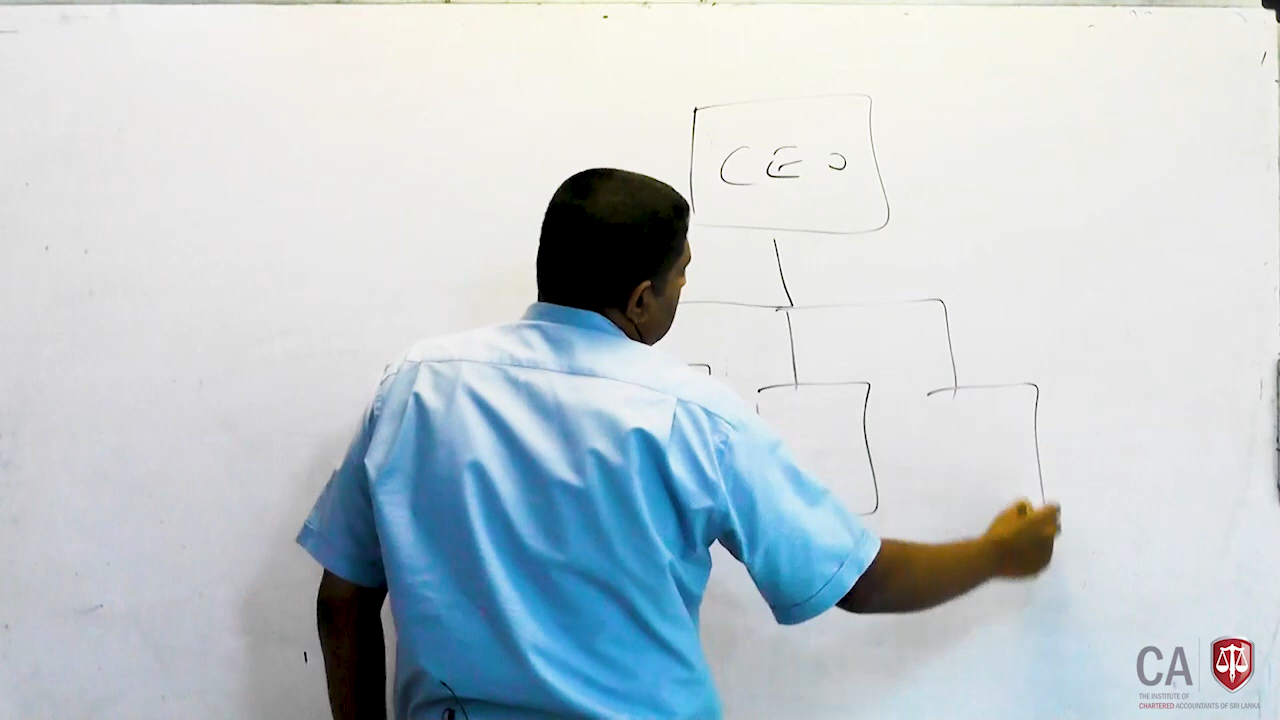 CEO
CA
THE INSTITUTE OF
CHARTERED ACCOUNTANTS OF SRI LANKA